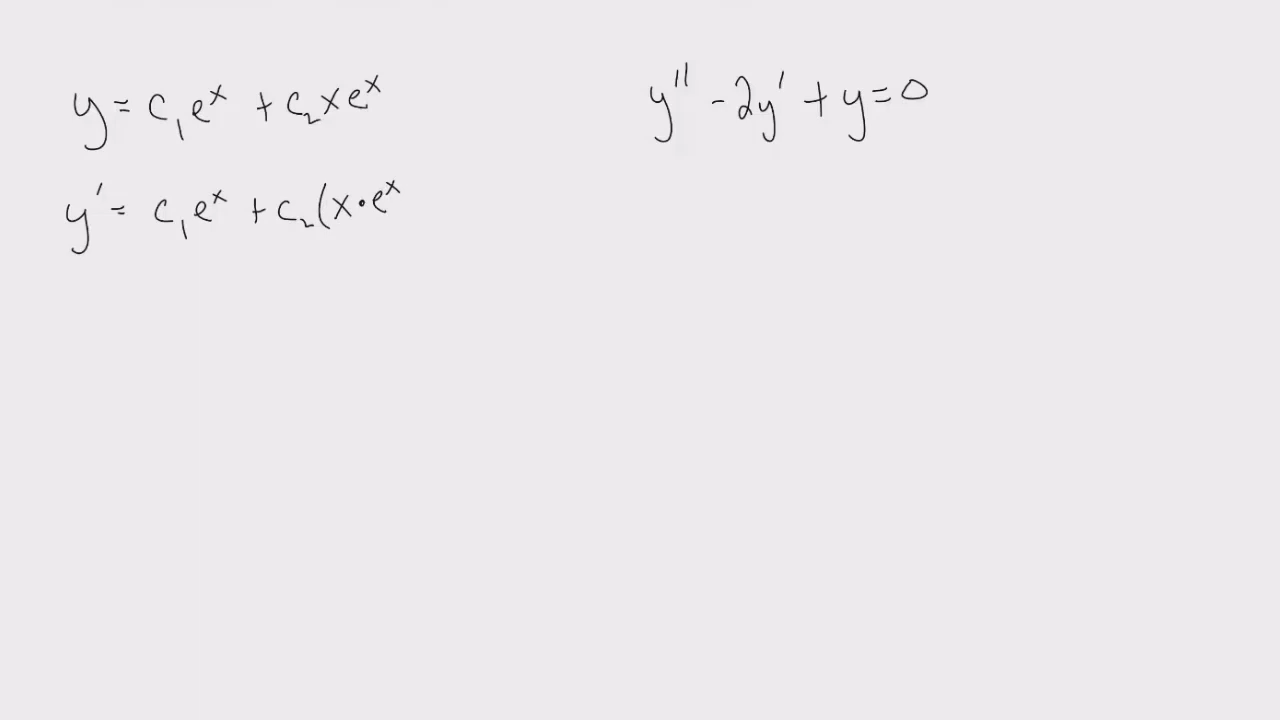 y = c₁eˣ + c₂xeˣ
y'' - 2y' + y = 0
y' = c₁eˣ + c₂(x·eˣ